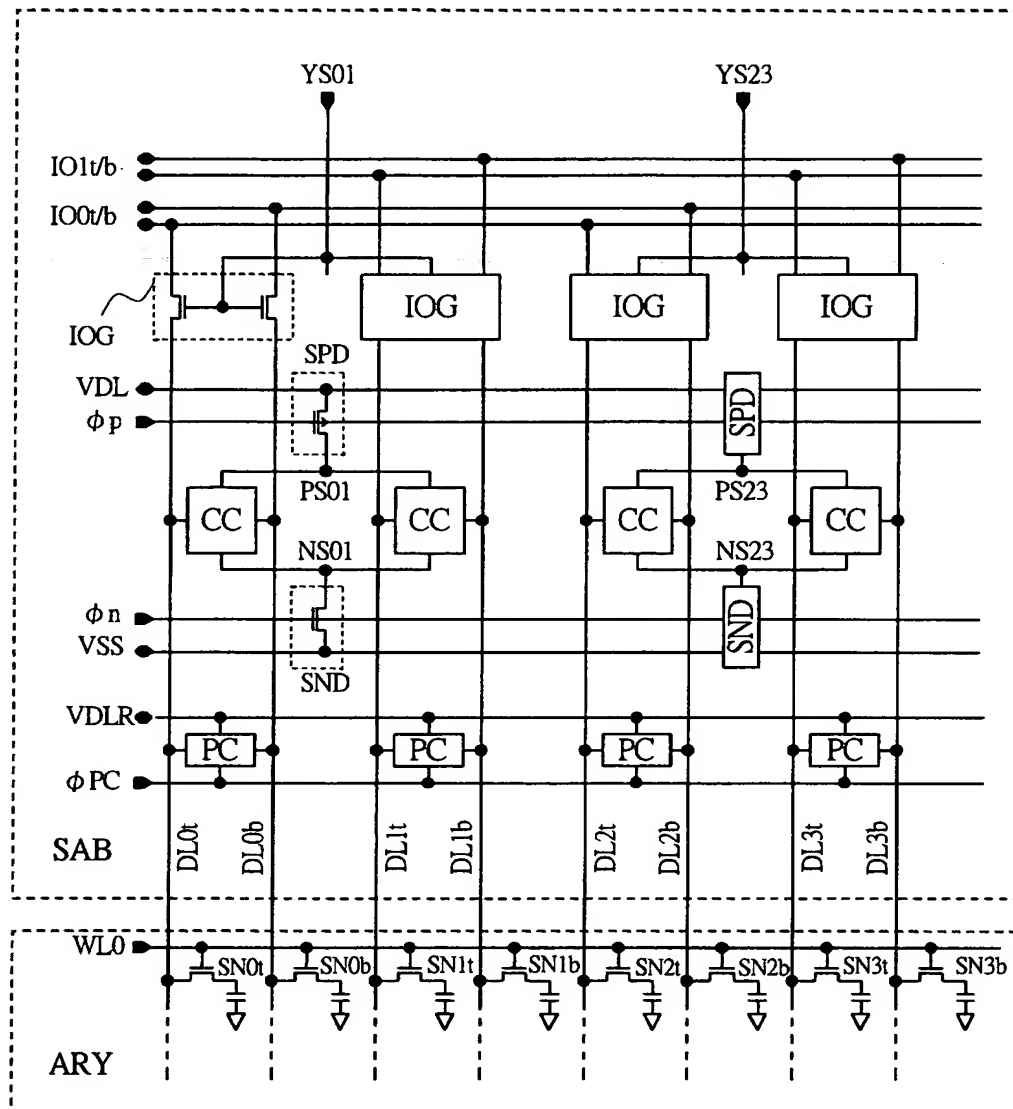 YS01 YS23
IO1t/b
IO0t/b
IOG IOG IOG
IOG
SPD
VDL
SPD
ϕp
PS01 PS23
CC CC CC CC
NS01 NS23
ϕn
SND
VSS
SND
VDLR
PC PC PC PC
ϕPC
DL0t DL0b DL1t DL1b DL2t DL2b DL3t DL3b
SAB
WL0
SN0t SN0b SN1t SN1b SN2t SN2b SN3t SN3b
ARY